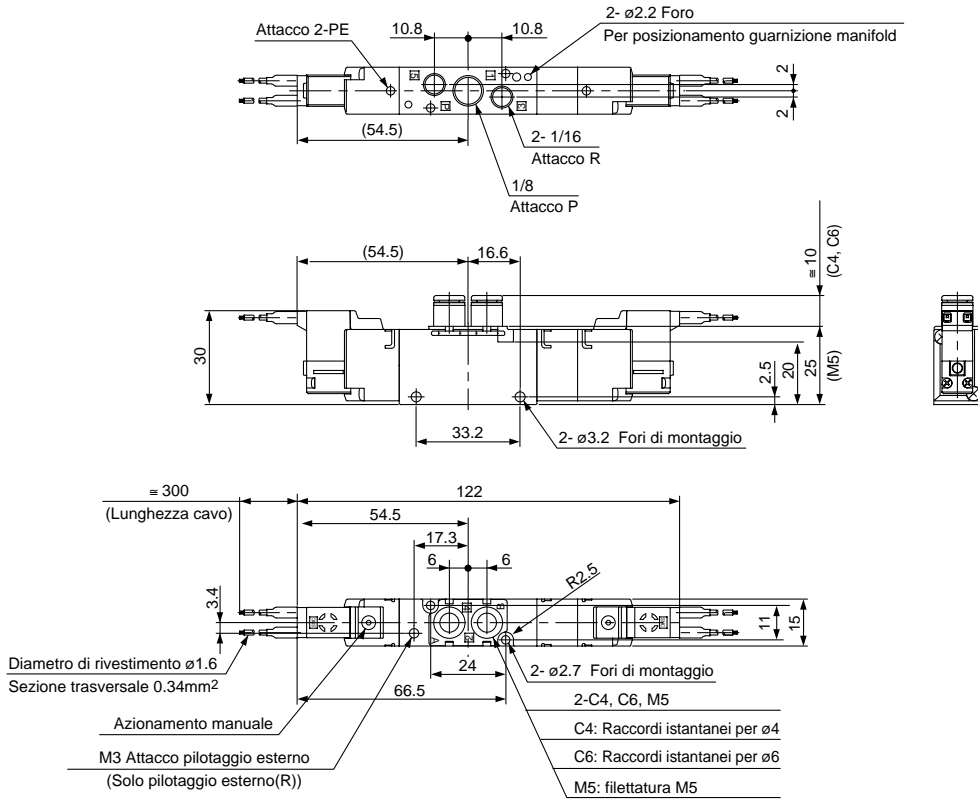 2- ø2.2 Foro
Per posizionamento guarnizione manifold
Attacco 2-PE
10.8
10.8
2
2
(54.5)
2- 1/16
Attacco R
1/8
Attacco P
(54.5)
16.6
≅ 10
(C4, C6)
30
2.5
20
25
(M5)
33.2
2- ø3.2 Fori di montaggio
≅ 300
(Lunghezza cavo)
122
54.5
17.3
6
6
R2.5
3.4
11
15
Diametro di rivestimento ø1.6
Sezione trasversale 0.34mm2
24
2- ø2.7 Fori di montaggio
66.5
2-C4, C6, M5
Azionamento manuale
C4: Raccordi istantanei per ø4
M3 Attacco pilotaggio esterno
(Solo pilotaggio esterno(R))
C6: Raccordi istantanei per ø6
M5: filettatura M5